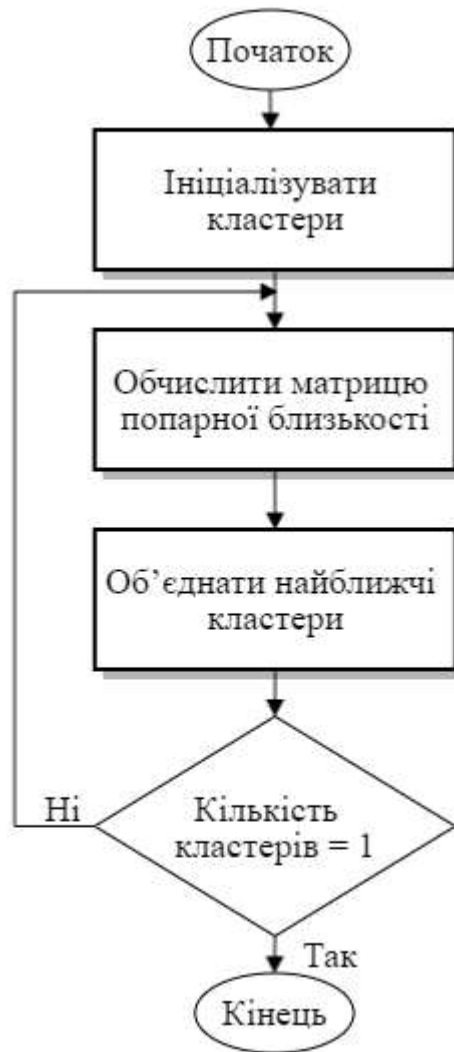 Початок
Ініціалізувати
кластери
Обчислити матрицю
попарної близькості
Об’єднати найближчі
кластери
Ні
Кількість
кластерів = 1
Так
Кінець